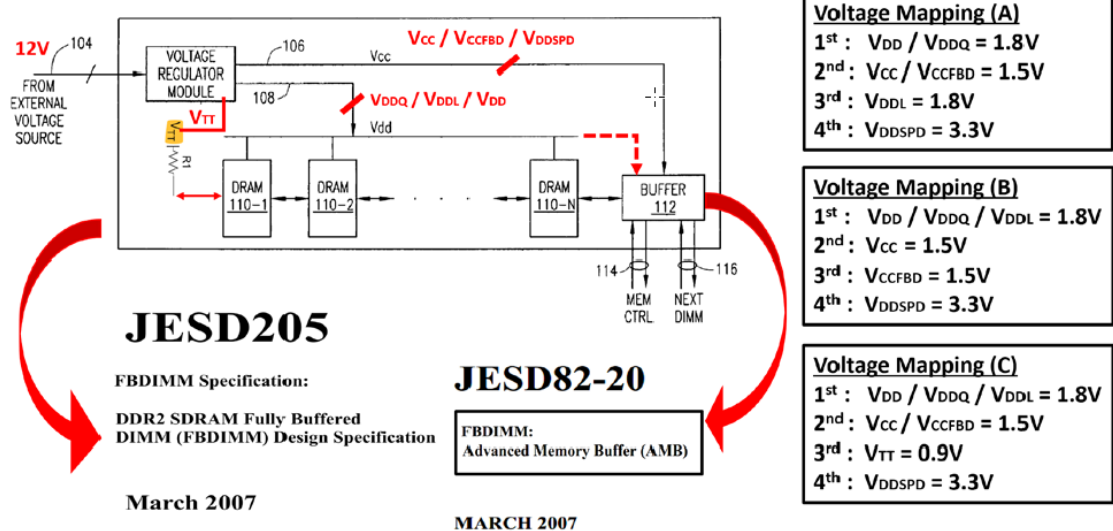 12V
104
FROM
EXTERNAL
VOLTAGE
SOURCE
VOLTAGE
REGULATOR
MODULE
106
108
Vcc
VCC / VCCFBD / VDDSPD
VDDQ / VDDL / VDD
VTT
VTT
R1
Vdd
DRAM
110-1
DRAM
110-2
. . . .
DRAM
110-N
BUFFER
112
114
116
MEM
CTRL
NEXT
DIMM
JESD205
FBDIMM Specification:
DDR2 SDRAM Fully Buffered
DIMM (FBDIMM) Design Specification
March 2007
JESD82-20
FBDIMM:
Advanced Memory Buffer (AMB)
MARCH 2007
Voltage Mapping (A)
1st : VDD / VDDQ = 1.8V
2nd : VCC / VCCFBD = 1.5V
3rd : VDDL = 1.8V
4th : VDDSPD = 3.3V
Voltage Mapping (B)
1st : VDD / VDDQ / VDDL = 1.8V
2nd : VCC = 1.5V
3rd : VCCFBD = 1.5V
4th : VDDSPD = 3.3V
Voltage Mapping (C)
1st : VDD / VDDQ / VDDL = 1.8V
2nd : VCC / VCCFBD = 1.5V
3rd : VTT = 0.9V
4th : VDDSPD = 3.3V